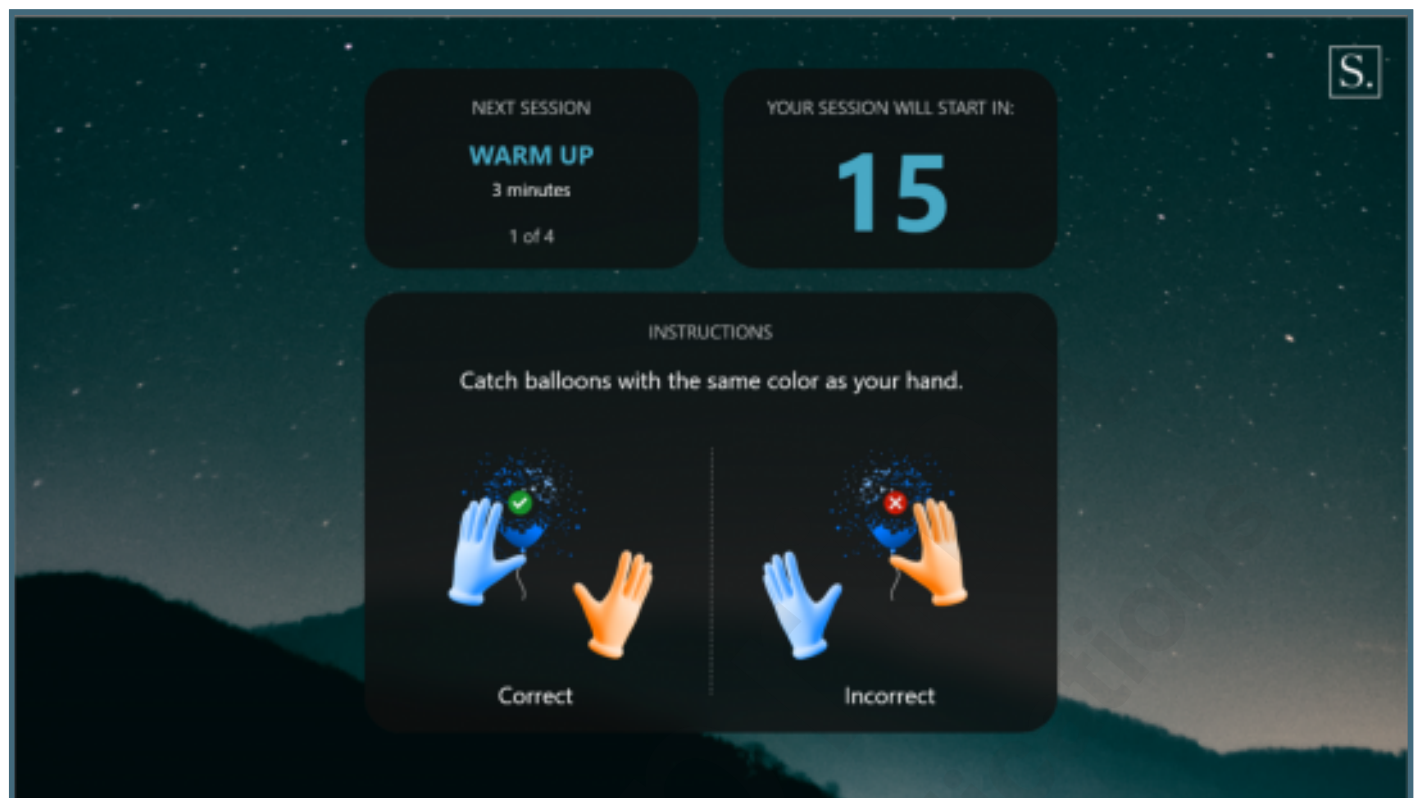 S.
NEXT SESSION
WARM UP
3 minutes
1 of 4
YOUR SESSION WILL START IN:
15
INSTRUCTIONS
Catch balloons with the same color as your hand.
Correct
Incorrect